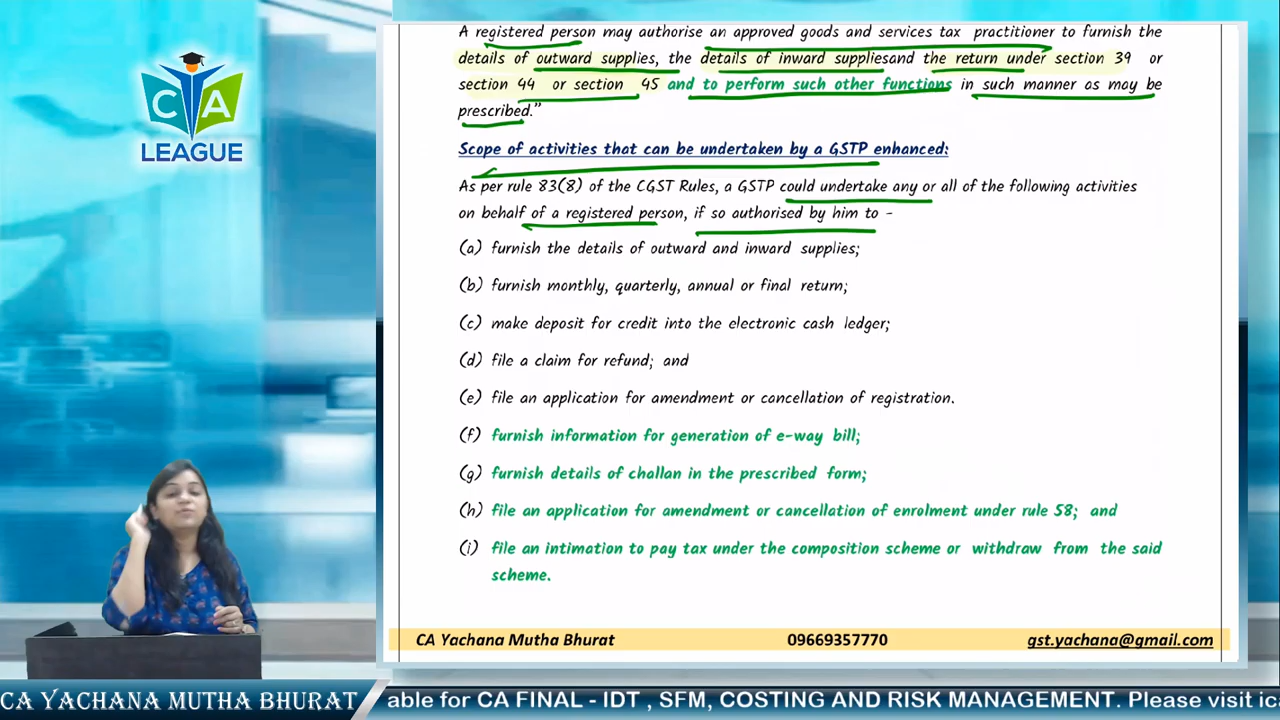 A registered person may authorise an approved goods and services tax practitioner to furnish the
details of outward supplies, the details of inward suppliesand the return under section 39 or
section 44 or section 45 and to perform such other functions in such manner as may be
prescribed.”
Scope of activities that can be undertaken by a GSTP enhanced:
As per rule 83(8) of the CGST Rules, a GSTP could undertake any or all of the following activities
on behalf of a registered person, if so authorised by him to -
(a) furnish the details of outward and inward supplies;
(b) furnish monthly, quarterly, annual or final return;
(c) make deposit for credit into the electronic cash ledger;
(d) file a claim for refund; and
(e) file an application for amendment or cancellation of registration.
(f) furnish information for generation of e-way bill;
(g) furnish details of challan in the prescribed form;
(h) file an application for amendment or cancellation of enrolment under rule 58; and
(i) file an intimation to pay tax under the composition scheme or withdraw from the said
scheme.
CA Yachana Mutha Bhurat 09669357770 gst.yachana@gmail.com
CA
LEAGUE
CA YACHANA MUTHA BHURAT
able for CA FINAL - IDT , SFM, COSTING AND RISK MANAGEMENT. Please visit ic